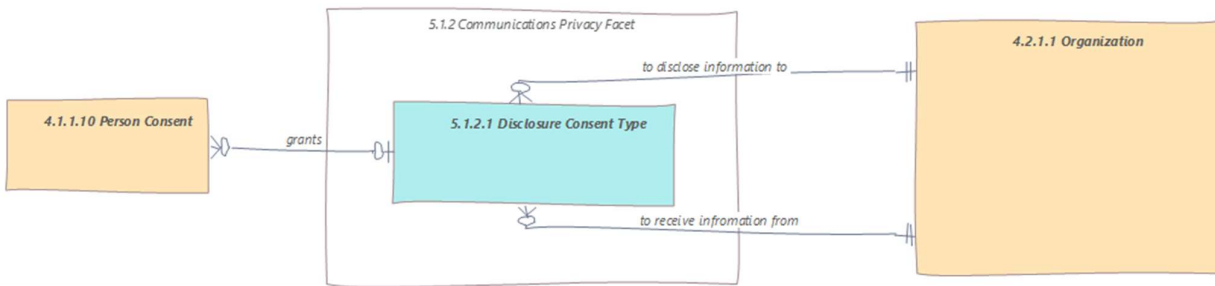 5.1.2 Communications Privacy Facet
4.2.1.1 Organization
to disclose information to
4.1.1.10 Person Consent
5.1.2.1 Disclosure Consent Type
grants
to receive infromation from